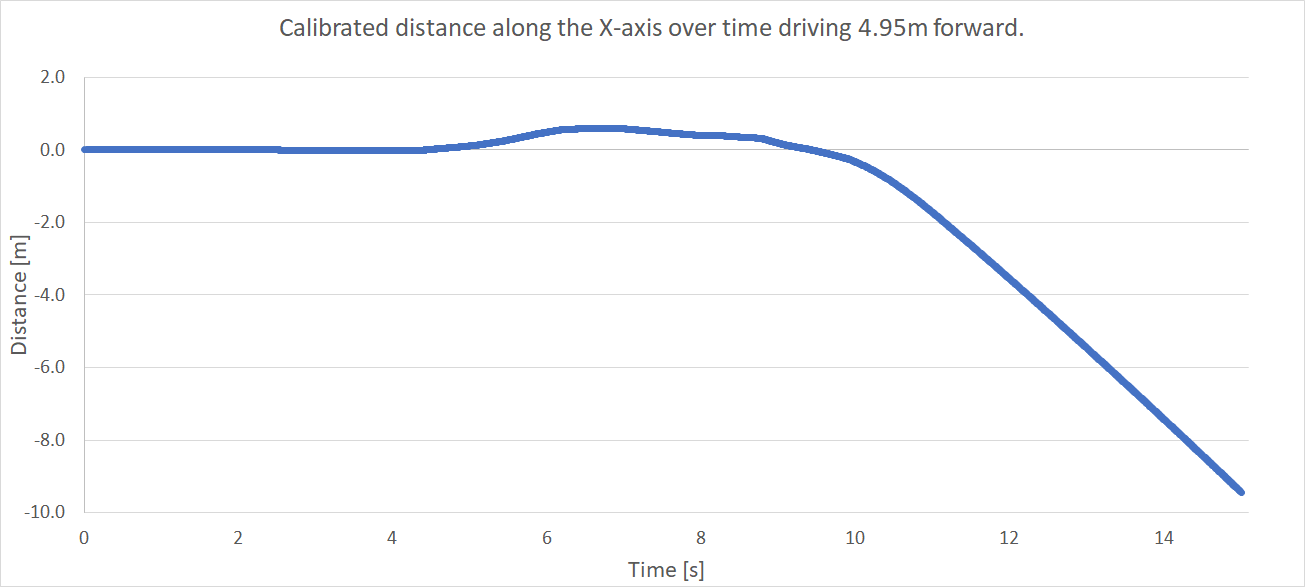 Calibrated distance along the X-axis over time driving 4.95m forward.
2.0
0.0
-2.0
-4.0
-6.0
-8.0
-10.0
Distance [m]
0 2 4 6 8 10 12 14
Time [s]